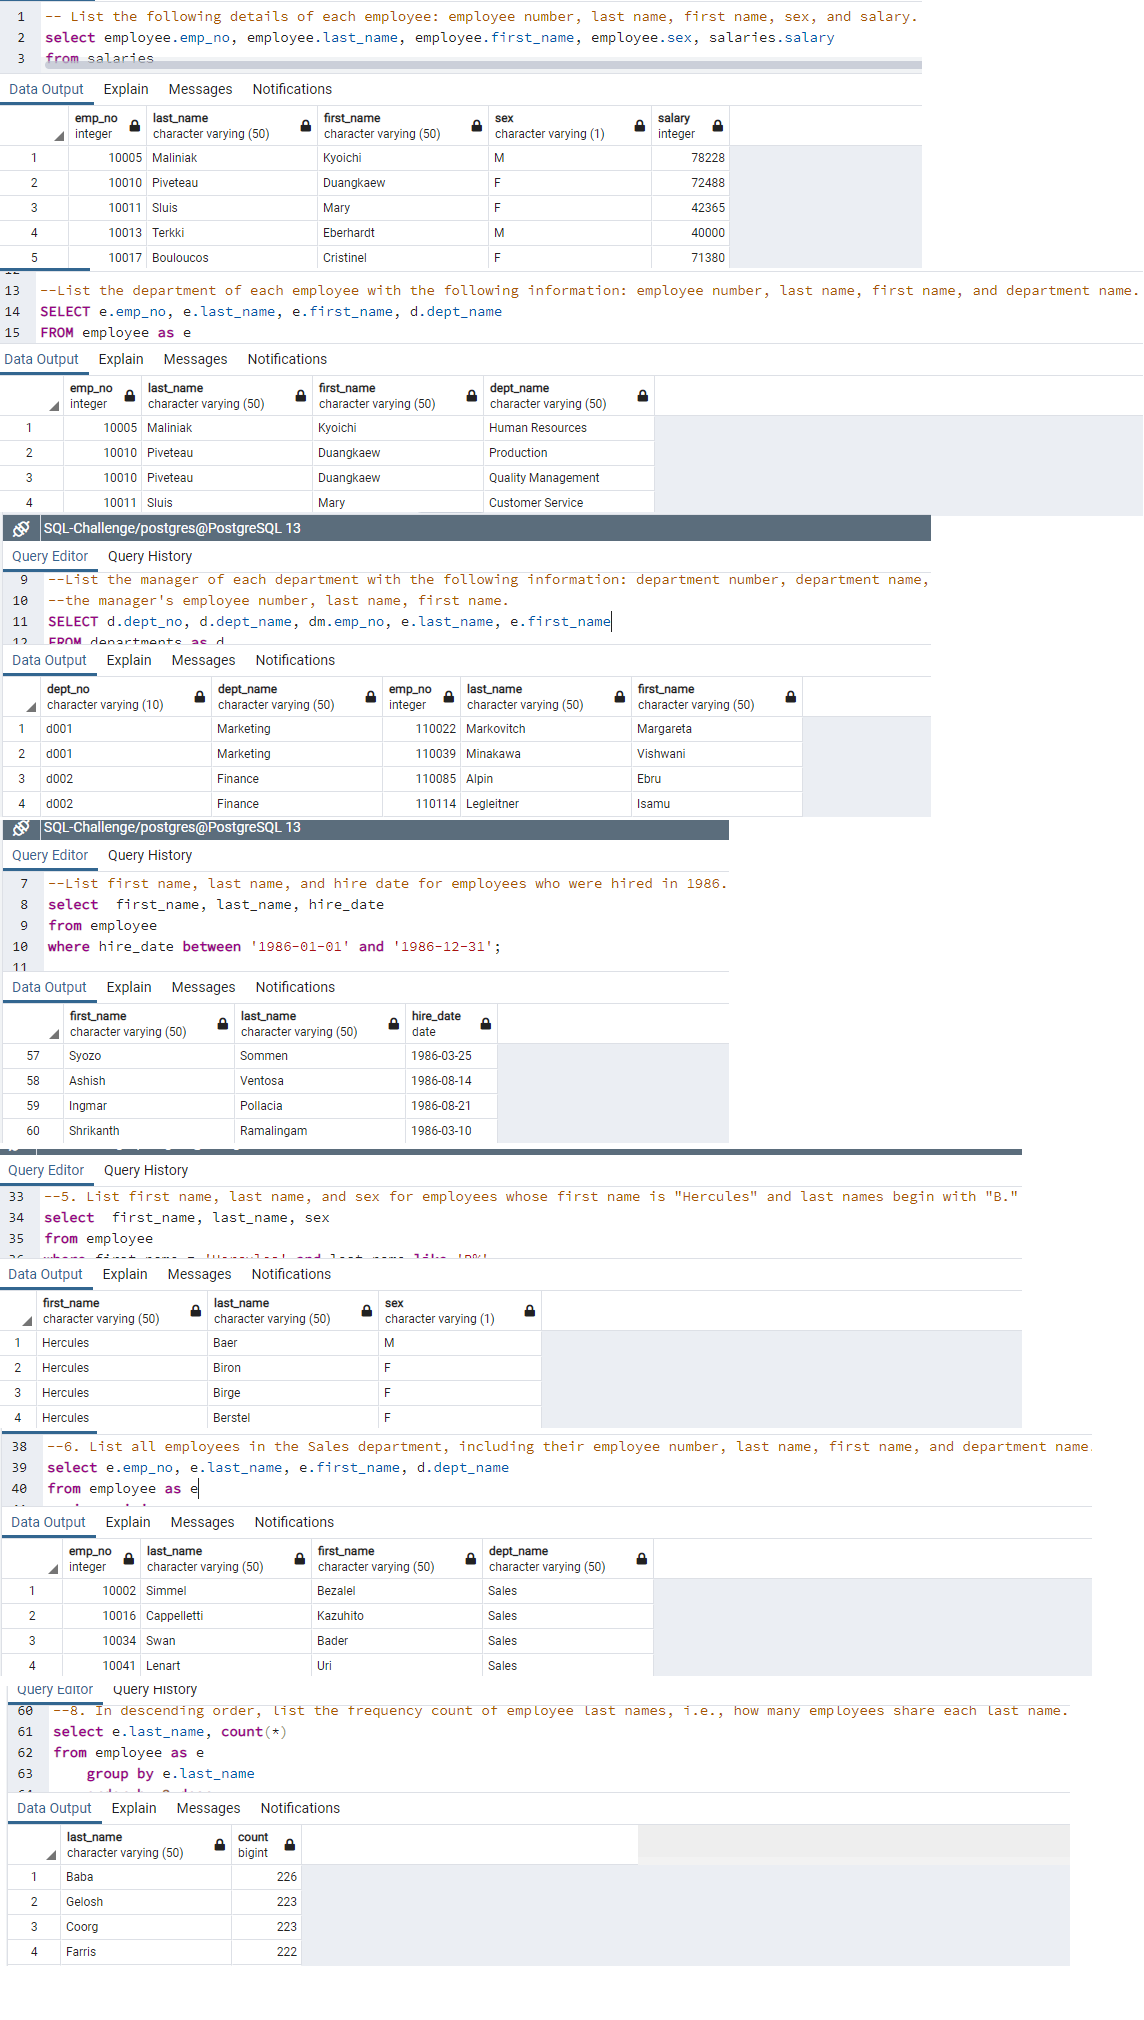 1 -- List the following details of each employee: employee number, last name, first name, sex, and salary.
2 select employee.emp_no, employee.last_name, employee.first_name, employee.sex, salaries.salary
3 from salaries
Data Output Explain Messages Notifications
emp_no last_name first_name sex salary
integer character varying (50) character varying (50) character varying (1) integer
1 10005 Maliniak Kyoichi M 78228
2 10010 Piveteau Duangkaew F 72488
3 10011 Sluis Mary F 42365
4 10013 Terkki Eberhardt M 40000
5 10017 Bouloucos Cristinel F 71380
13 --List the department of each employee with the following information: employee number, last name, first name, and department name.
14 SELECT e.emp_no, e.last_name, e.first_name, d.dept_name
15 FROM employee as e
Data Output Explain Messages Notifications
emp_no last_name first_name dept_name
integer character varying (50) character varying (50) character varying (50)
1 10005 Maliniak Kyoichi Human Resources
2 10010 Piveteau Duangkaew Production
3 10010 Piveteau Duangkaew Quality Management
4 10011 Sluis Mary Customer Service
SQL-Challenge/postgres@PostgreSQL 13
Query Editor Query History
9 --List the manager of each department with the following information: department number, department name,
10 --the manager's employee number, last name, first name.
11 SELECT d.dept_no, d.dept_name, dm.emp_no, e.last_name, e.first_name
12 FROM departments as d
Data Output Explain Messages Notifications
dept_no dept_name emp_no last_name first_name
character varying (10) character varying (50) integer character varying (50) character varying (50)
1 d001 Marketing 110022 Markovitch Margareta
2 d001 Marketing 110039 Minakawa Vishwani
3 d002 Finance 110085 Alpin Ebru
4 d002 Finance 110114 Legleitner Isamu
SQL-Challenge/postgres@PostgreSQL 13
Query Editor Query History
7 --List first name, last name, and hire date for employees who were hired in 1986.
8 select first_name, last_name, hire_date
9 from employee
10 where hire_date between '1986-01-01' and '1986-12-31';
11
Data Output Explain Messages Notifications
first_name last_name hire_date
character varying (50) character varying (50) date
57 Syozo Sommen 1986-03-25
58 Ashish Ventosa 1986-08-14
59 Ingmar Pollacia 1986-08-21
60 Shrikanth Ramalingam 1986-03-10
Query Editor Query History
33 --5. List first name, last name, and sex for employees whose first name is "Hercules" and last names begin with "B."
34 select first_name, last_name, sex
35 from employee
where first_name = 'Hercules' and last_name like 'B%'
Data Output Explain Messages Notifications
first_name last_name sex
character varying (50) character varying (50) character varying (1)
1 Hercules Baer M
2 Hercules Biron F
3 Hercules Birge F
4 Hercules Berstel F
38 --6. List all employees in the Sales department, including their employee number, last name, first name, and department name.
39 select e.emp_no, e.last_name, e.first_name, d.dept_name
40 from employee as e
Data Output Explain Messages Notifications
emp_no last_name first_name dept_name
integer character varying (50) character varying (50) character varying (50)
1 10002 Simmel Bezalel Sales
2 10016 Cappelletti Kazuhito Sales
3 10034 Swan Bader Sales
4 10041 Lenart Uri Sales
Query Editor Query History
60 --8. In descending order, list the frequency count of employee last names, i.e., how many employees share each last name.
61 select e.last_name, count(*)
62 from employee as e
63 group by e.last_name
Data Output Explain Messages Notifications
last_name count
character varying (50) bigint
1 Baba 226
2 Gelosh 223
3 Coorg 223
4 Farris 222